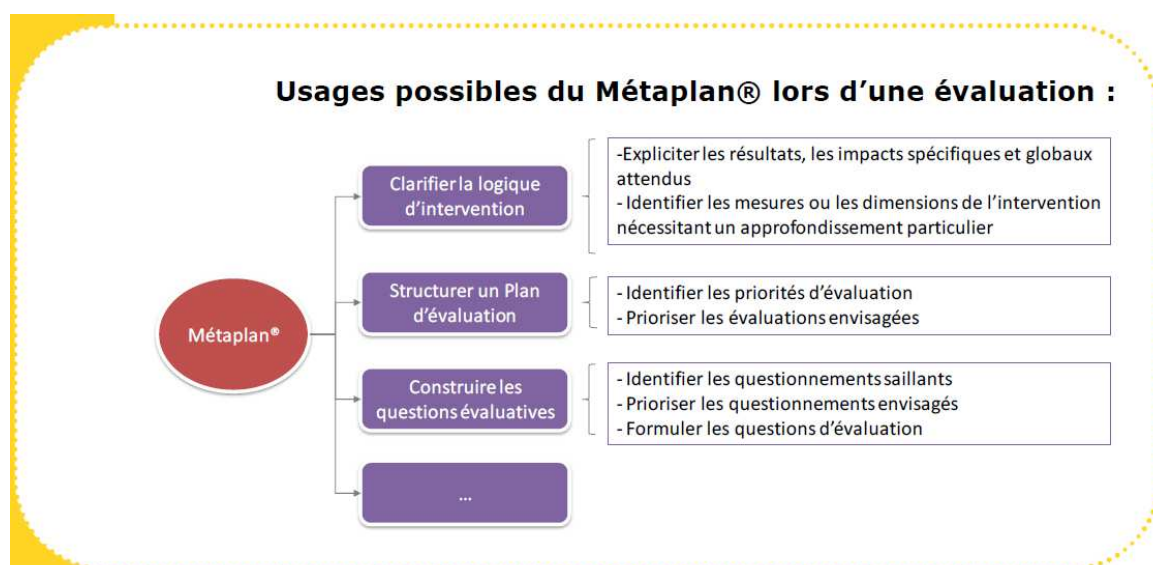 Usages possibles du Métaplan® lors d’une évaluation :
Métaplan®
Clarifier la logique
d’intervention
-Expliciter les résultats, les impacts spécifiques et globaux
attendus
- Identifier les mesures ou les dimensions de l’intervention
nécessitant un approfondissement particulier
Structurer un Plan
d’évaluation
- Identifier les priorités d’évaluation
- Prioriser les évaluations envisagées
Construire les
questions évaluatives
- Identifier les questionnements saillants
- Prioriser les questionnements envisagés
- Formuler les questions d’évaluation
...